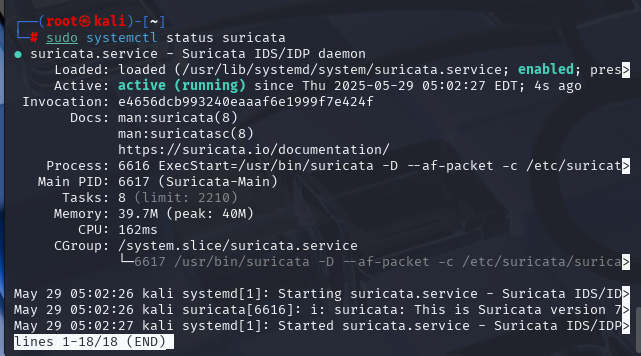 ┌──(root㉿kali)-[~]
└─# sudo systemctl status suricata
● suricata.service - Suricata IDS/IDP daemon
     Loaded: loaded (/usr/lib/systemd/system/suricata.service; enabled; pres>
     Active: active (running) since Thu 2025-05-29 05:02:27 EDT; 4s ago
 Invocation: e4656dcb993240eaaaf6e1999f7e424f
       Docs: man:suricata(8)
             man:suricatasc(8)
             https://suricata.io/documentation/
    Process: 6616 ExecStart=/usr/bin/suricata -D --af-packet -c /etc/suricat>
   Main PID: 6617 (Suricata-Main)
      Tasks: 8 (limit: 2210)
     Memory: 39.7M (peak: 40M)
        CPU: 162ms
     CGroup: /system.slice/suricata.service
             └─6617 /usr/bin/suricata -D --af-packet -c /etc/suricata/surica>
May 29 05:02:26 kali systemd[1]: Starting suricata.service - Suricata IDS/ID>
May 29 05:02:26 kali suricata[6616]: i: suricata: This is Suricata version 7>
May 29 05:02:27 kali systemd[1]: Started suricata.service - Suricata IDS/IDP>
lines 1-18/18 (END)